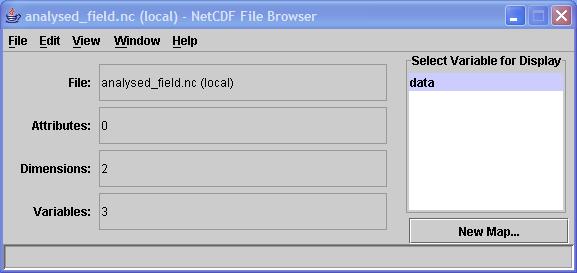 analysed_field.nc (local) - NetCDF File Browser
File Edit View Window Help
File: analysed_field.nc (local)
Attributes: 0
Dimensions: 2
Variables: 3
Select Variable for Display
data
New Map...